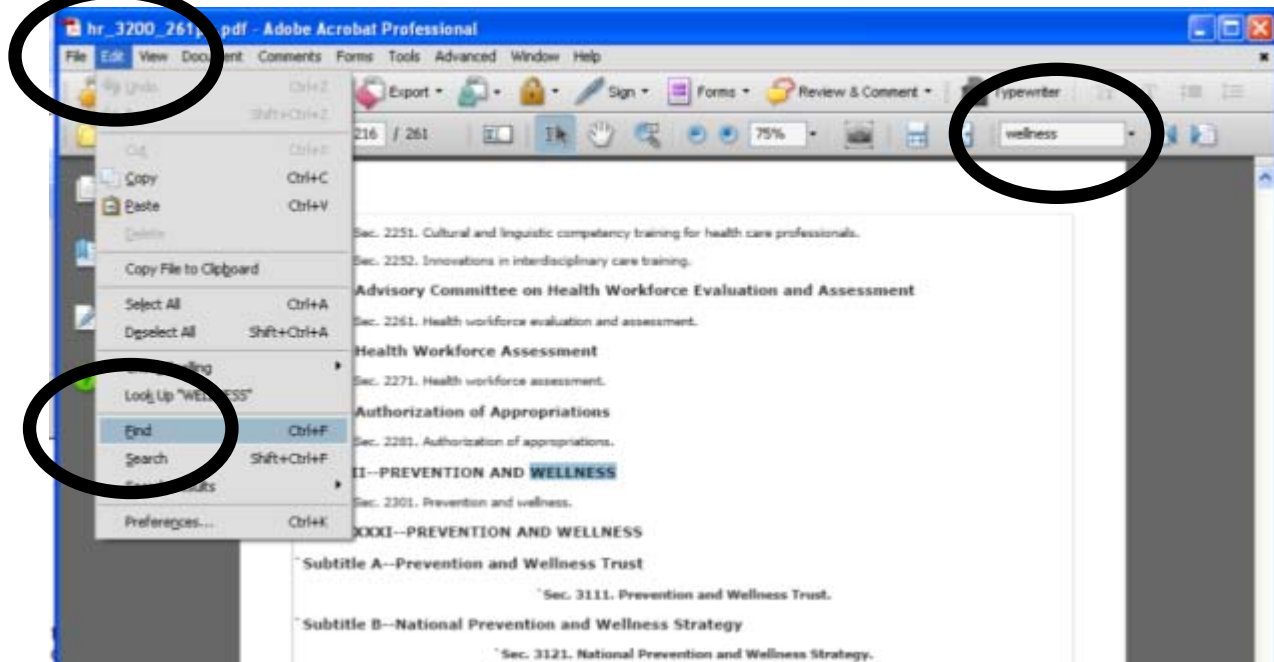 hr_3200_261 pdf - Adobe Acrobat Professional
File Edit View Document Comments Forms Tools Advanced Window Help
Undo Ctrl+Z
Shift+Ctrl+Z
Export Sign Forms Review & Comment Typewriter
216 / 261 75% wellness
Cut Ctrl+X
Copy Ctrl+C
Paste Ctrl+V
Delete
Copy File to Clipboard
Select All Ctrl+A
Deselect All Shift+Ctrl+A
Look Up "WELLNESS"
Find Ctrl+F
Search Shift+Ctrl+F
Preferences... Ctrl+K
Sec. 2251. Cultural and linguistic competency training for health care professionals.
Sec. 2252. Innovations in interdisciplinary care training.
Advisory Committee on Health Workforce Evaluation and Assessment
Sec. 2261. Health workforce evaluation and assessment.
Health Workforce Assessment
Sec. 2271. Health workforce assessment.
Authorization of Appropriations
Sec. 2281. Authorization of appropriations.
II--PREVENTION AND WELLNESS
Sec. 2301. Prevention and wellness.
XXXI--PREVENTION AND WELLNESS
`Subtitle A--Prevention and Wellness Trust
`Sec. 3111. Prevention and Wellness Trust.
`Subtitle B--National Prevention and Wellness Strategy
`Sec. 3121. National Prevention and Wellness Strategy.